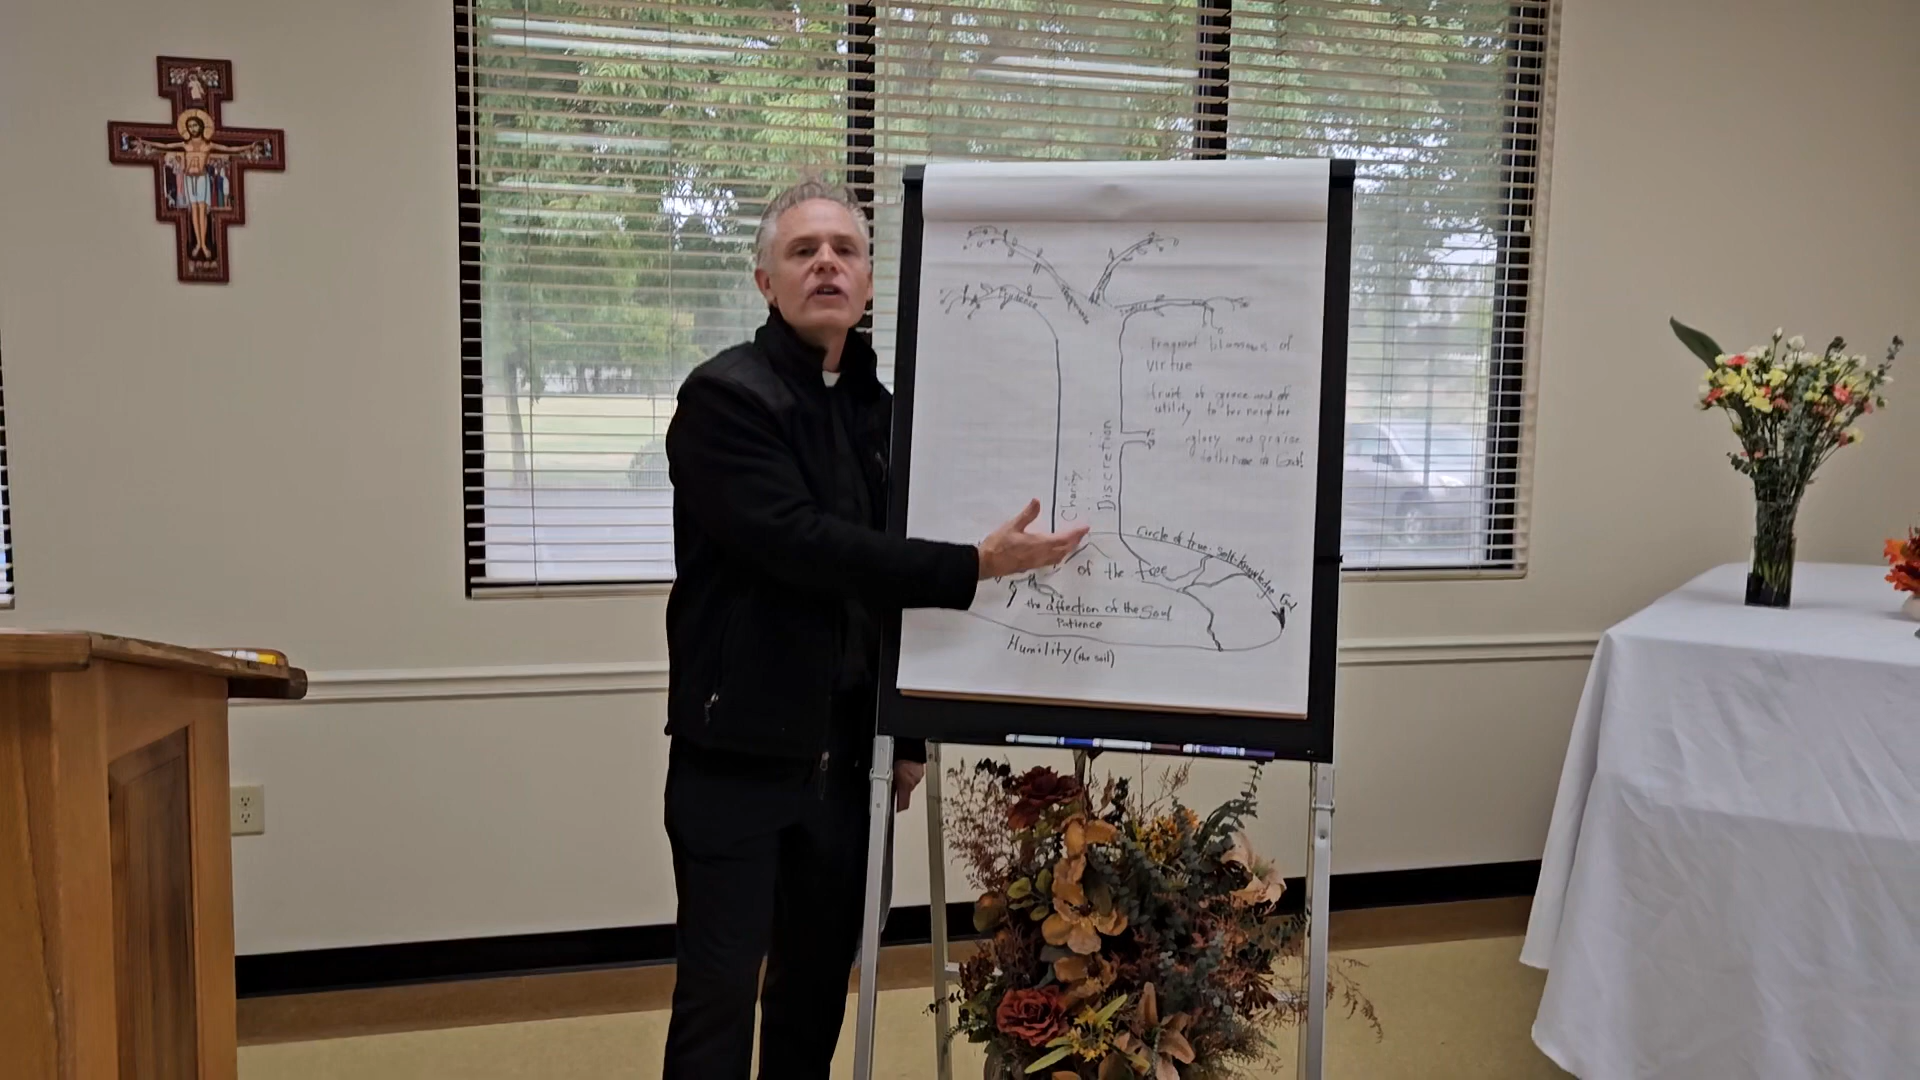 fragrant blossoms of
virtue
fruit of grace and of
utility to her neighbor
glory and praise
to the name of God!
Charity
Discretion
circle of true self-knowledge God
of the Tree
the affection of the Soul
Patience
Humility (the soil)